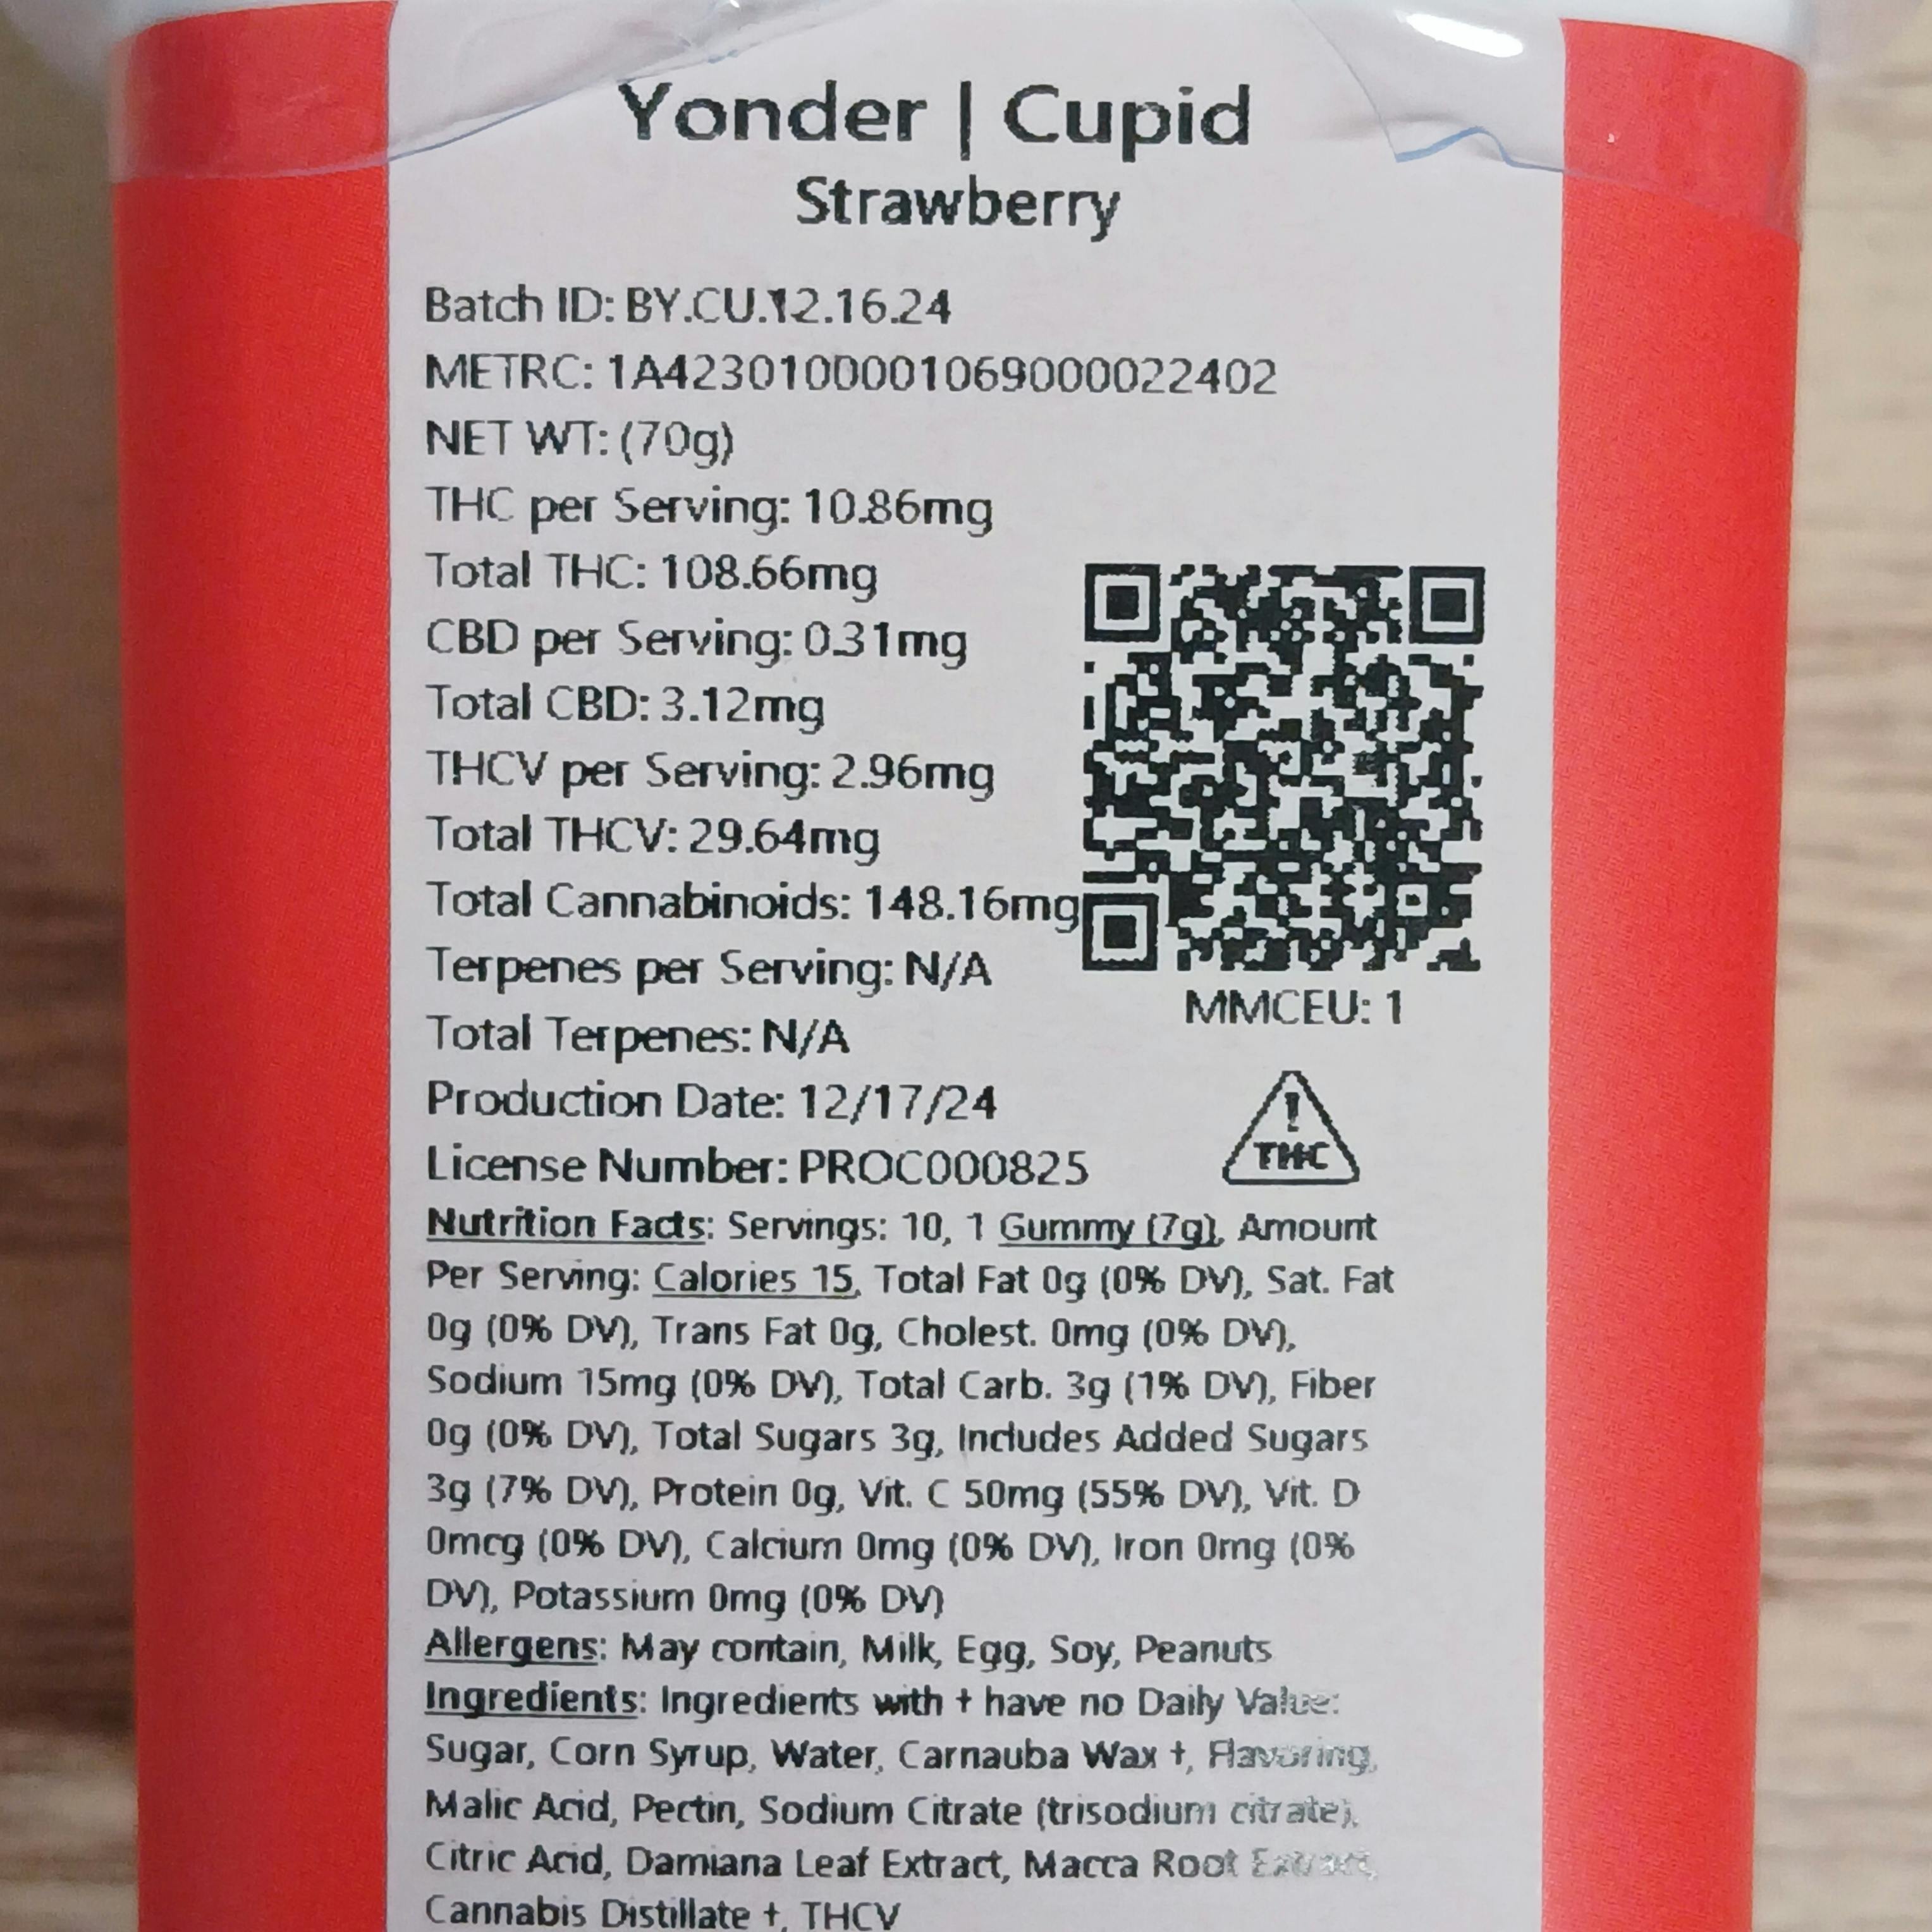 Yonder | Cupid
Strawberry
Batch ID: BY.CU.12.16.24
METRC: 1A4230100001069000022402
NET WT: (70g)
THC per Serving: 10.86mg
Total THC: 108.66mg
CBD per Serving: 0.31mg
Total CBD: 3.12mg
THCV per Serving: 2.96mg
Total THCV: 29.64mg
Total Cannabinoids: 148.16mg
Terpenes per Serving: N/A
Total Terpenes: N/A
MMCEU: 1
Production Date: 12/17/24
License Number: PROC000825
! THC
Nutrition Facts: Servings: 10, 1 Gummy (7g), Amount
Per Serving: Calories 15, Total Fat 0g (0% DV), Sat. Fat
0g (0% DV), Trans Fat 0g, Cholest. 0mg (0% DV),
Sodium 15mg (0% DV), Total Carb. 3g (1% DV), Fiber
0g (0% DV), Total Sugars 3g, Includes Added Sugars
3g (7% DV), Protein 0g, Vit. C 50mg (55% DV), Vit. D
0mcg (0% DV), Calcium 0mg (0% DV), Iron 0mg (0%
DV), Potassium 0mg (0% DV)
Allergens: May contain, Milk, Egg, Soy, Peanuts
Ingredients: Ingredients with + have no Daily Value:
Sugar, Corn Syrup, Water, Carnauba Wax +, Flavoring,
Malic Acid, Pectin, Sodium Citrate (trisodium citrate),
Citric Acid, Damiana Leaf Extract, Macca Root Extract,
Cannabis Distillate +, THCV